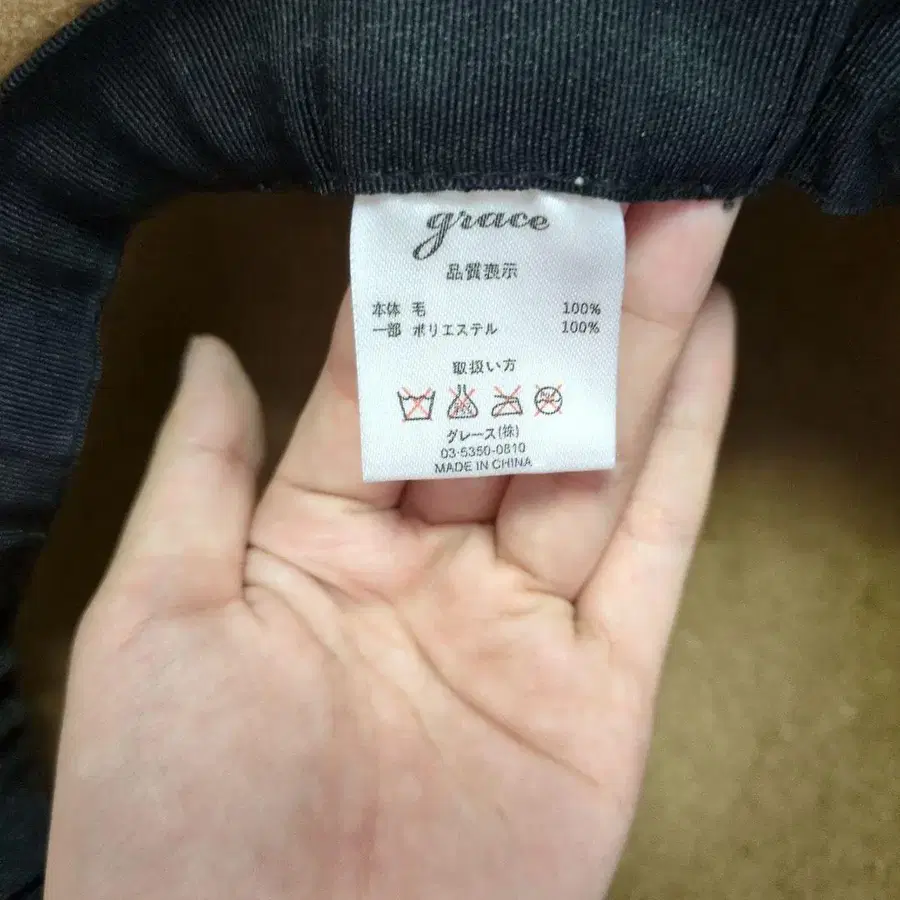 grace
品質表示
本体 毛 100%
一部 ポリエステル 100%
取扱い方
グレース(株)
03-5350-0810
MADE IN CHINA